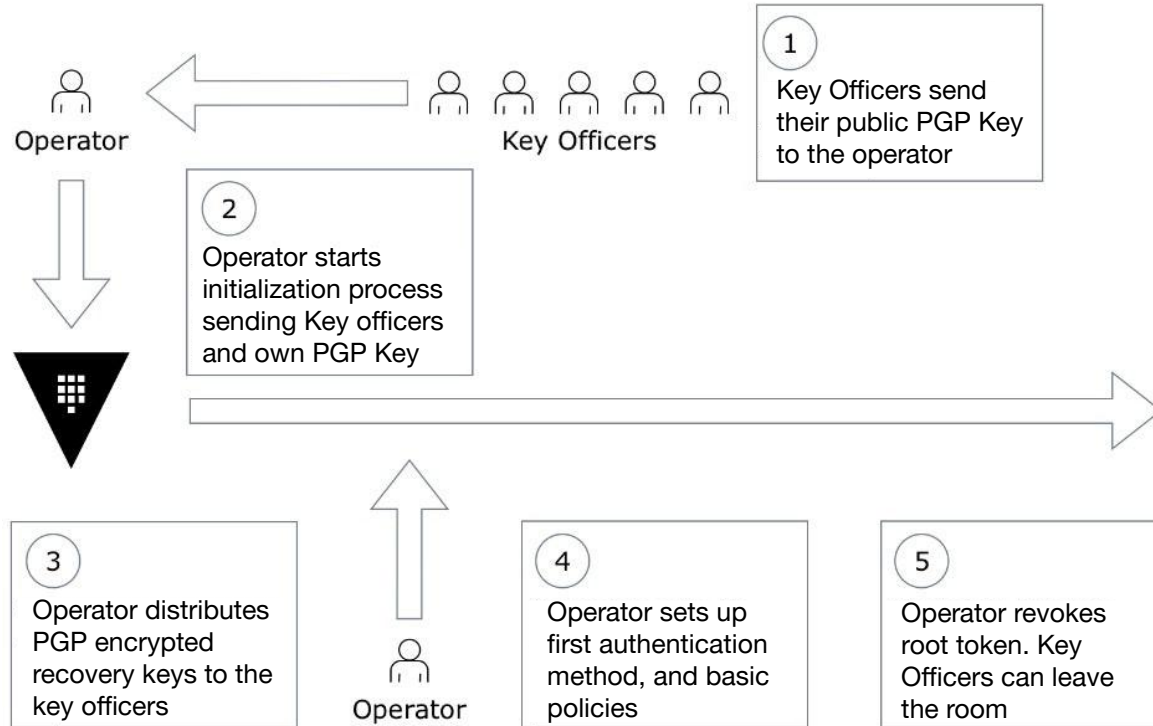 1
Key Officers send
their public PGP Key
to the operator
Operator
Key Officers
2
Operator starts
initialization process
sending Key officers
and own PGP Key
3
Operator distributes
PGP encrypted
recovery keys to the
key officers
Operator
4
Operator sets up
first authentication
method, and basic
policies
5
Operator revokes
root token. Key
Officers can leave
the room